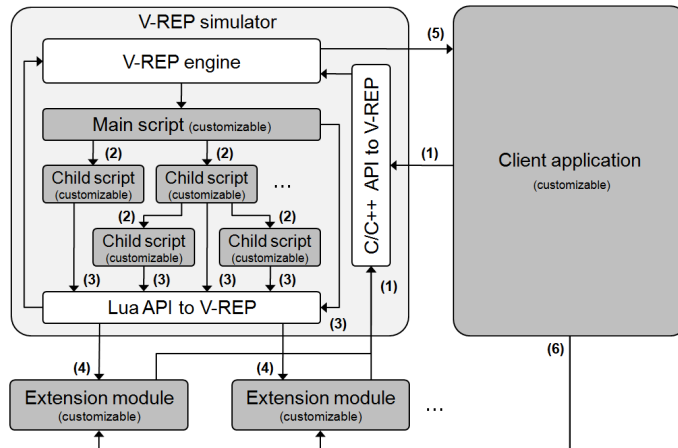 V-REP simulator
(5)
V-REP engine
Main script (customizable)
(2)
(2)
Child script
(customizable)
Child script
(customizable)
...
(2)
(2)
Child script
(customizable)
Child script
(customizable)
(3)
(3)
(3)
(3)
(3)
Lua API to V-REP
C/C++ API to V-REP
(1)
(1)
Client application
(customizable)
(4)
(4)
(6)
Extension module
(customizable)
Extension module
(customizable)
...